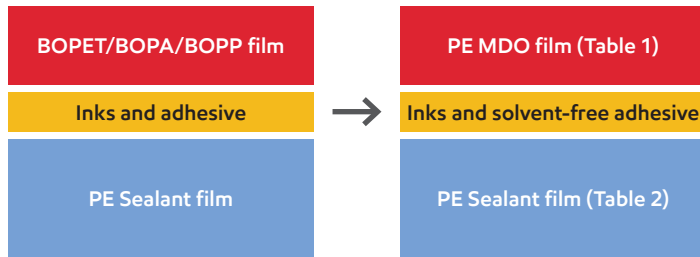 BOPET/BOPA/BOPP film
PE MDO film (Table 1)
Inks and adhesive
Inks and solvent-free adhesive
PE Sealant film
PE Sealant film (Table 2)